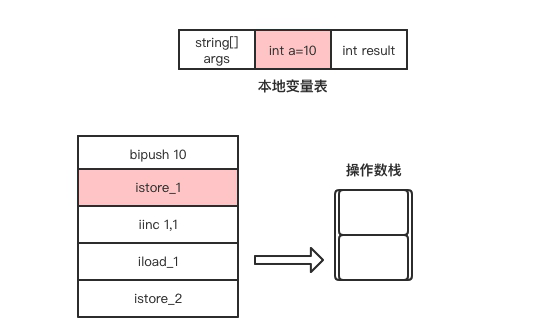 string[]
args
int a=10
int result
本地变量表
bipush 10
istore_1
iinc 1,1
iload_1
istore_2
操作数栈